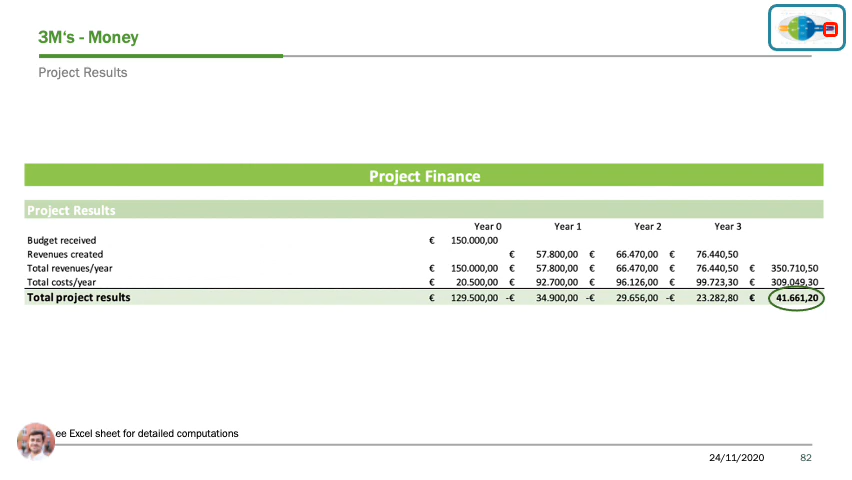 3M‘s - Money
Project Results
Project Finance
Project Results
Year 0 Year 1 Year 2 Year 3
Budget received € 150.000,00
Revenues created € 57.800,00 € 66.470,00 € 76.440,50
Total revenues/year € 150.000,00 € 57.800,00 € 66.470,00 € 76.440,50 € 350.710,50
Total costs/year € 20.500,00 € 92.700,00 € 96.126,00 € 99.723,30 € 309.049,30
Total project results € 129.500,00 -€ 34.900,00 -€ 29.656,00 -€ 23.282,80 € 41.661,20
ee Excel sheet for detailed computations
24/11/2020 82